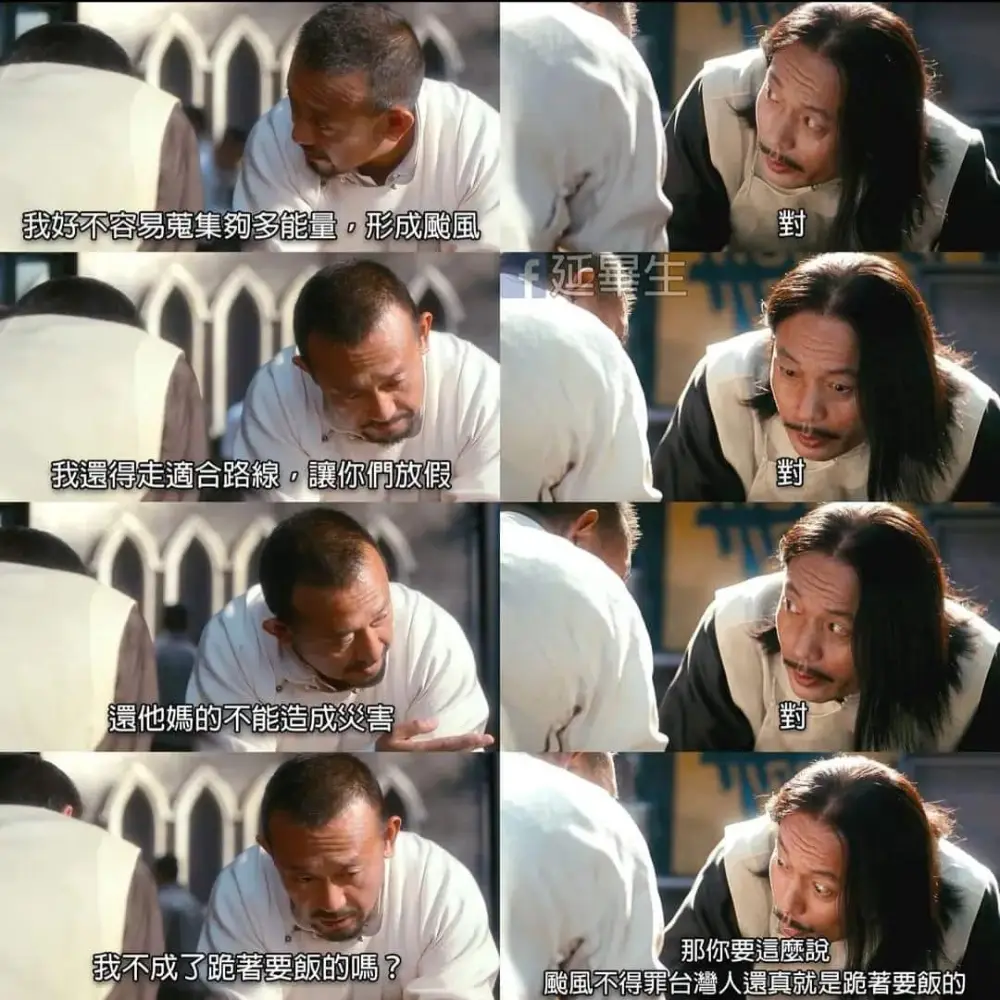 我好不容易蒐集夠多能量，形成颱風
對
f 延畢生
我還得走適合路線，讓你們放假
對
還他媽的不能造成災害
對
我不成了跪著要飯的嗎？
那你要這麼說
颱風不得罪台灣人還真就是跪著要飯的